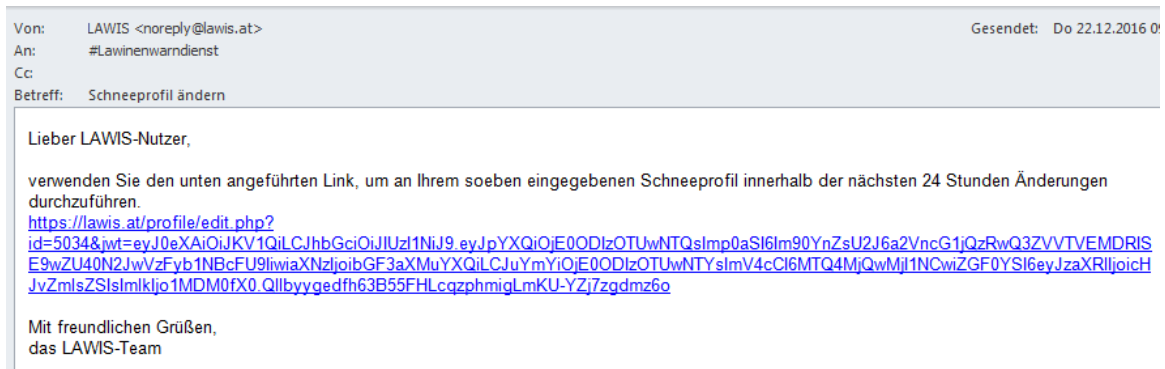 Von: LAWIS <noreply@lawis.at> Gesendet: Do 22.12.2016 09
An: #Lawinenwarndienst
Cc:
Betreff: Schneeprofil ändern
Lieber LAWIS-Nutzer,
verwenden Sie den unten angeführten Link, um an Ihrem soeben eingegebenen Schneeprofil innerhalb der nächsten 24 Stunden Änderungen
durchzuführen.
https://lawis.at/profile/edit.php?
id=5034&jwt=eyJ0eXAiOiJKV1QiLCJhbGciOiJIUzI1NiJ9.eyJpYXQiOjE0ODIzOTUwNTQsImp0aSI6Im90YnZsU2J6a2VncG1jQzRwQ3ZVVTVEMDRIS
E9wZU40N2JwVzFyb1NBcFU9IiwiaXNzIjoibGF3aXMuYXQiLCJuYmYiOjE0ODIzOTUwNTYsImV4cCI6MTQ4MjQwMjI1NCwiZGF0YSI6eyJzaXRlIjoicH
JvZmlsZSIsImlkIjo1MDM0fX0.QIlbyygedfh63B55FHLcqzphmigLmKU-YZj7zgdmz6o
Mit freundlichen Grüßen,
das LAWIS-Team